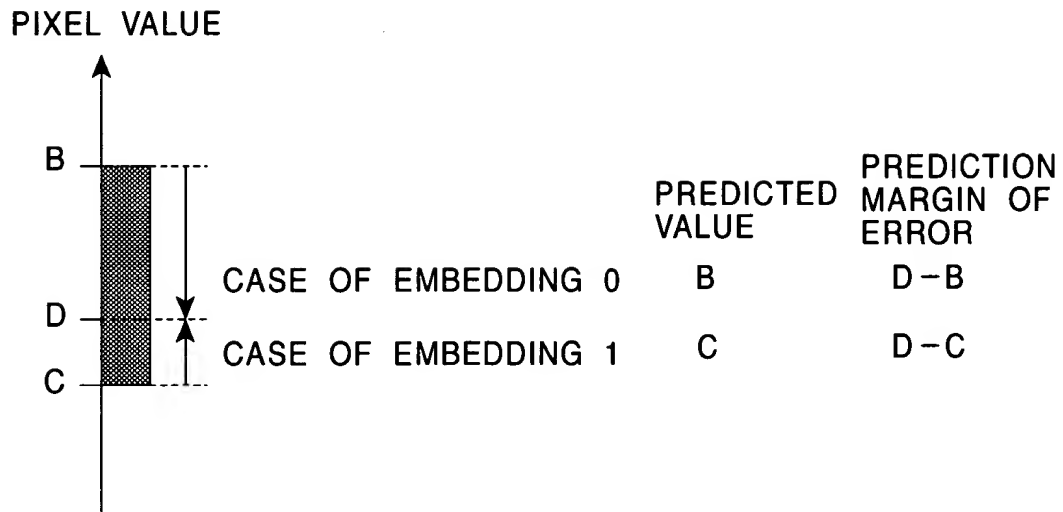 PIXEL VALUE
B
D
C
PREDICTED VALUE
PREDICTION MARGIN OF ERROR
CASE OF EMBEDDING 0 B D-B
CASE OF EMBEDDING 1 C D-C